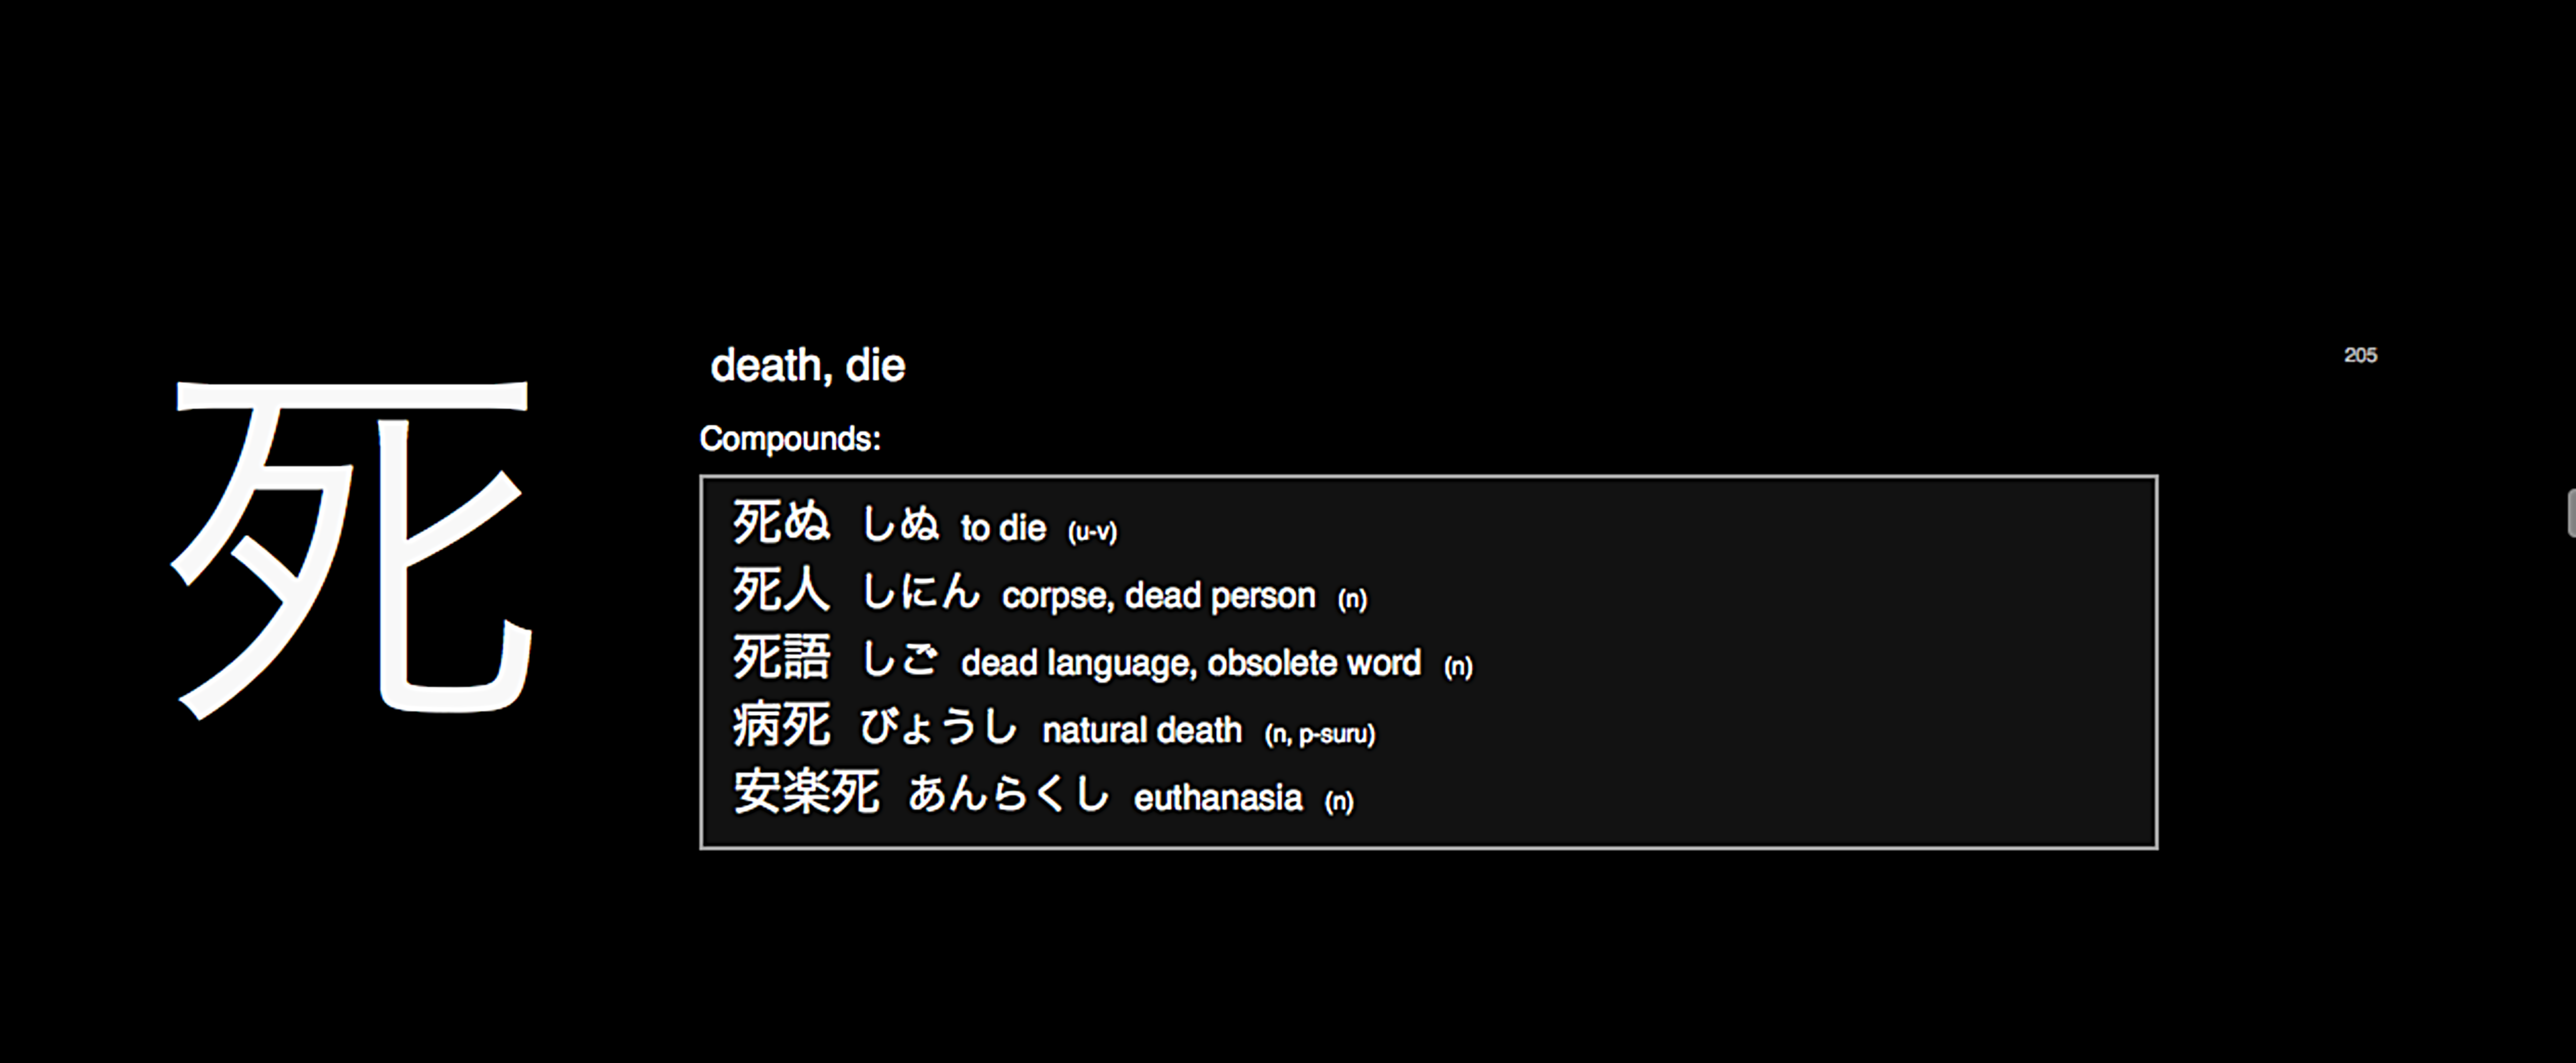 死
death, die
205
Compounds:
死ぬ しぬ to die (u-v)
死人 しにん corpse, dead person (n)
死語 しご dead language, obsolete word (n)
病死 びょうし natural death (n, p-suru)
安楽死 あんらくし euthanasia (n)